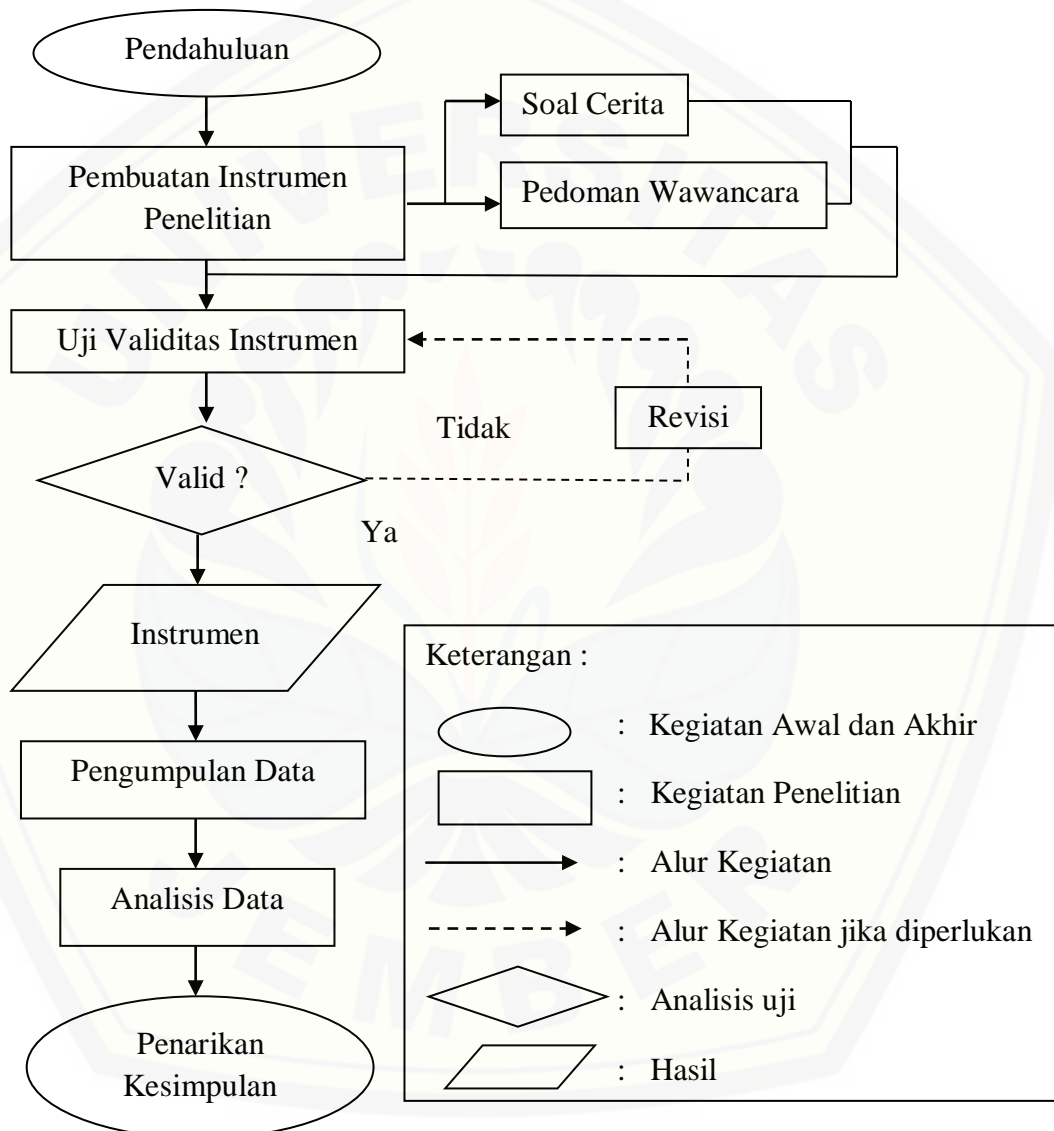 Pendahuluan
Soal Cerita
Pembuatan Instrumen
Penelitian
Pedoman Wawancara
Uji Validitas Instrumen
Revisi
Tidak
Valid ?
Ya
Instrumen
Pengumpulan Data
Analisis Data
Penarikan
Kesimpulan
Keterangan :
: Kegiatan Awal dan Akhir
: Kegiatan Penelitian
: Alur Kegiatan
: Alur Kegiatan jika diperlukan
: Analisis uji
: Hasil
UNIVERSITAS
JEMBER